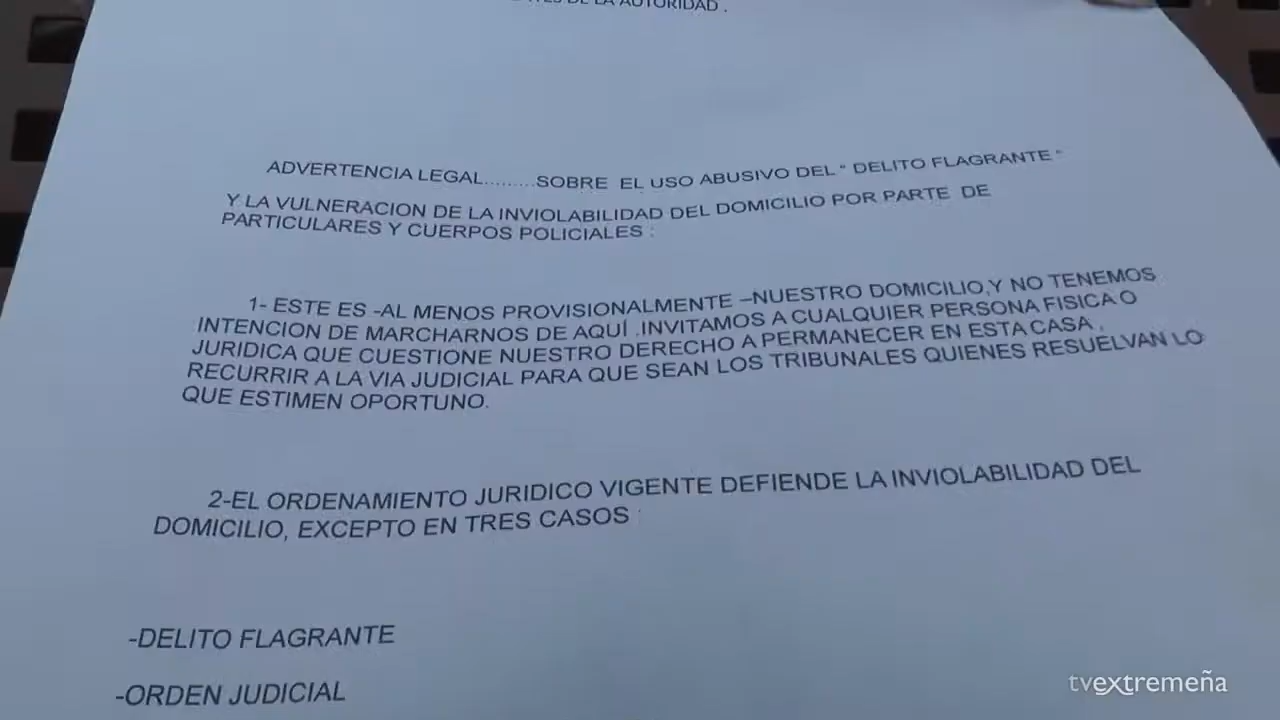 DE LA AUTORIDAD .
ADVERTENCIA LEGAL.........SOBRE EL USO ABUSIVO DEL " DELITO FLAGRANTE "
Y LA VULNERACION DE LA INVIOLABILIDAD DEL DOMICILIO POR PARTE DE
PARTICULARES Y CUERPOS POLICIALES :
1- ESTE ES -AL MENOS PROVISIONALMENTE –NUESTRO DOMICILIO,Y NO TENEMOS
INTENCION DE MARCHARNOS DE AQUÍ .INVITAMOS A CUALQUIER PERSONA FISICA O
JURIDICA QUE CUESTIONE NUESTRO DERECHO A PERMANECER EN ESTA CASA ,
RECURRIR A LA VIA JUDICIAL PARA QUE SEAN LOS TRIBUNALES QUIENES RESUELVAN LO
QUE ESTIMEN OPORTUNO.
2-EL ORDENAMIENTO JURIDICO VIGENTE DEFIENDE LA INVIOLABILIDAD DEL
DOMICILIO, EXCEPTO EN TRES CASOS :
-DELITO FLAGRANTE
-ORDEN JUDICIAL
tvextremeña